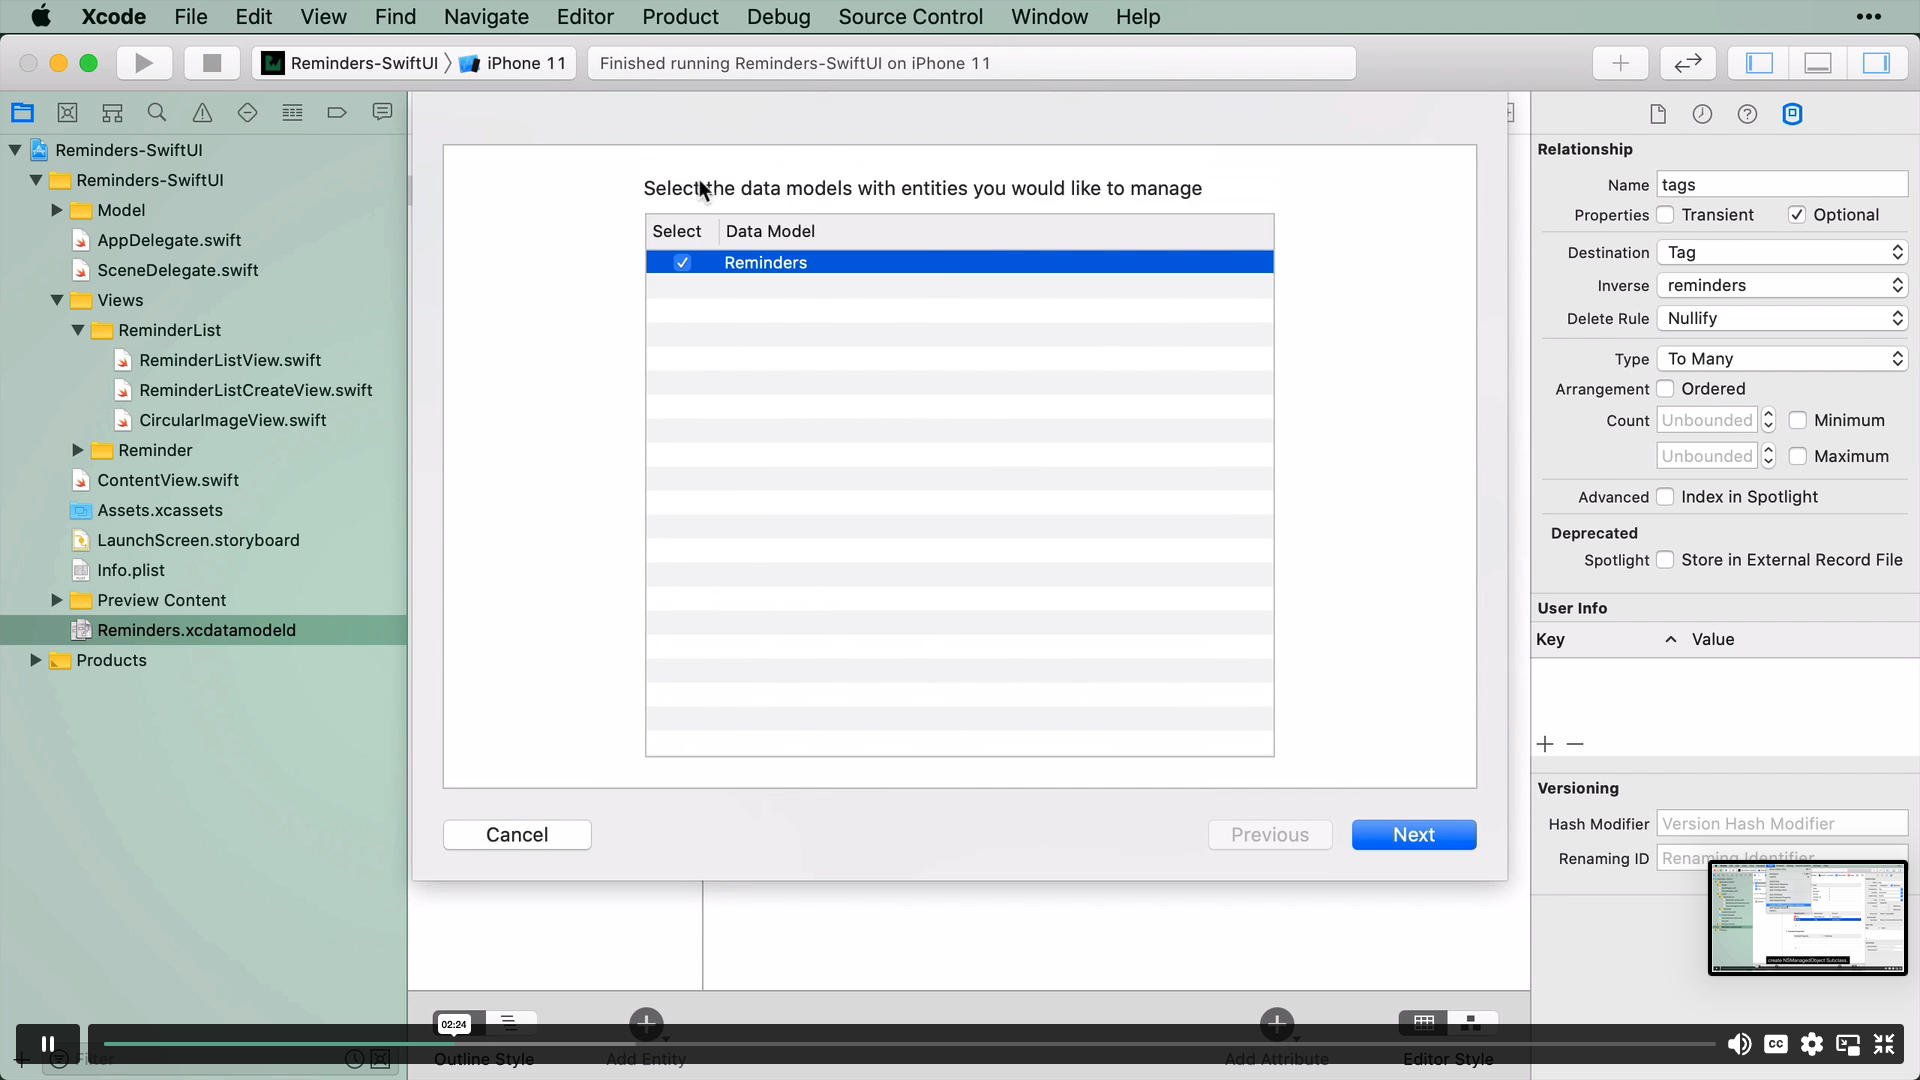 Xcode File Edit View Find Navigate Editor Product Debug Source Control Window Help
Reminders-SwiftUI iPhone 11
Finished running Reminders-SwiftUI on iPhone 11
Reminders-SwiftUI
Reminders-SwiftUI
Model
AppDelegate.swift
SceneDelegate.swift
Views
ReminderList
ReminderListView.swift
ReminderListCreateView.swift
CircularImageView.swift
Reminder
ContentView.swift
Assets.xcassets
LaunchScreen.storyboard
Info.plist
Preview Content
Reminders.xcdatamodeld
Products
Filter
Select the data models with entities you would like to manage
Select Data Model
Reminders
Cancel
Previous
Next
Relationship
Name tags
Properties Transient Optional
Destination Tag
Inverse reminders
Delete Rule Nullify
Type To Many
Arrangement Ordered
Count Unbounded Minimum
Unbounded Maximum
Advanced Index in Spotlight
Deprecated
Spotlight Store in External Record File
User Info
Key Value
Versioning
Hash Modifier Version Hash Modifier
Renaming ID Renaming Identifier
create NSManagedObject Subclass.
02:24
Outline Style
Add Entity
Add Attribute
Editor Style
CC